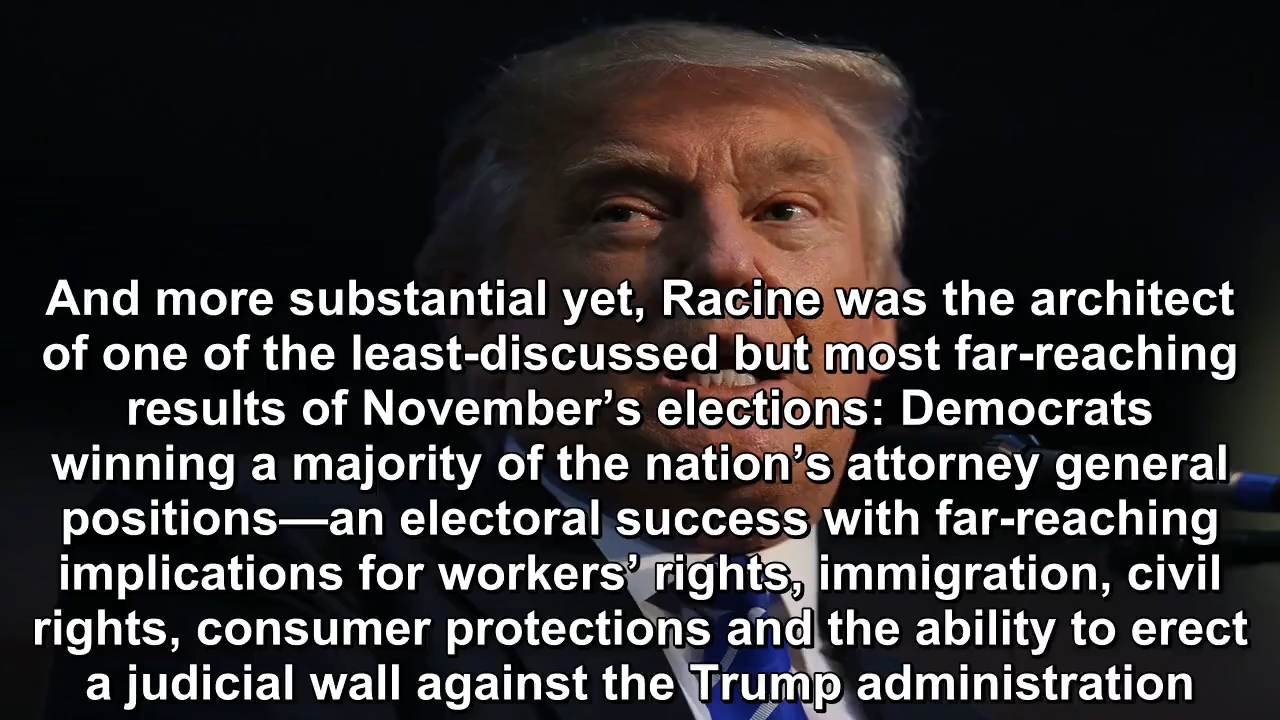 And more substantial yet, Racine was the architect
of one of the least-discussed but most far-reaching
results of November’s elections: Democrats
winning a majority of the nation’s attorney general
positions—an electoral success with far-reaching
implications for workers’ rights, immigration, civil
rights, consumer protections and the ability to erect
a judicial wall against the Trump administration